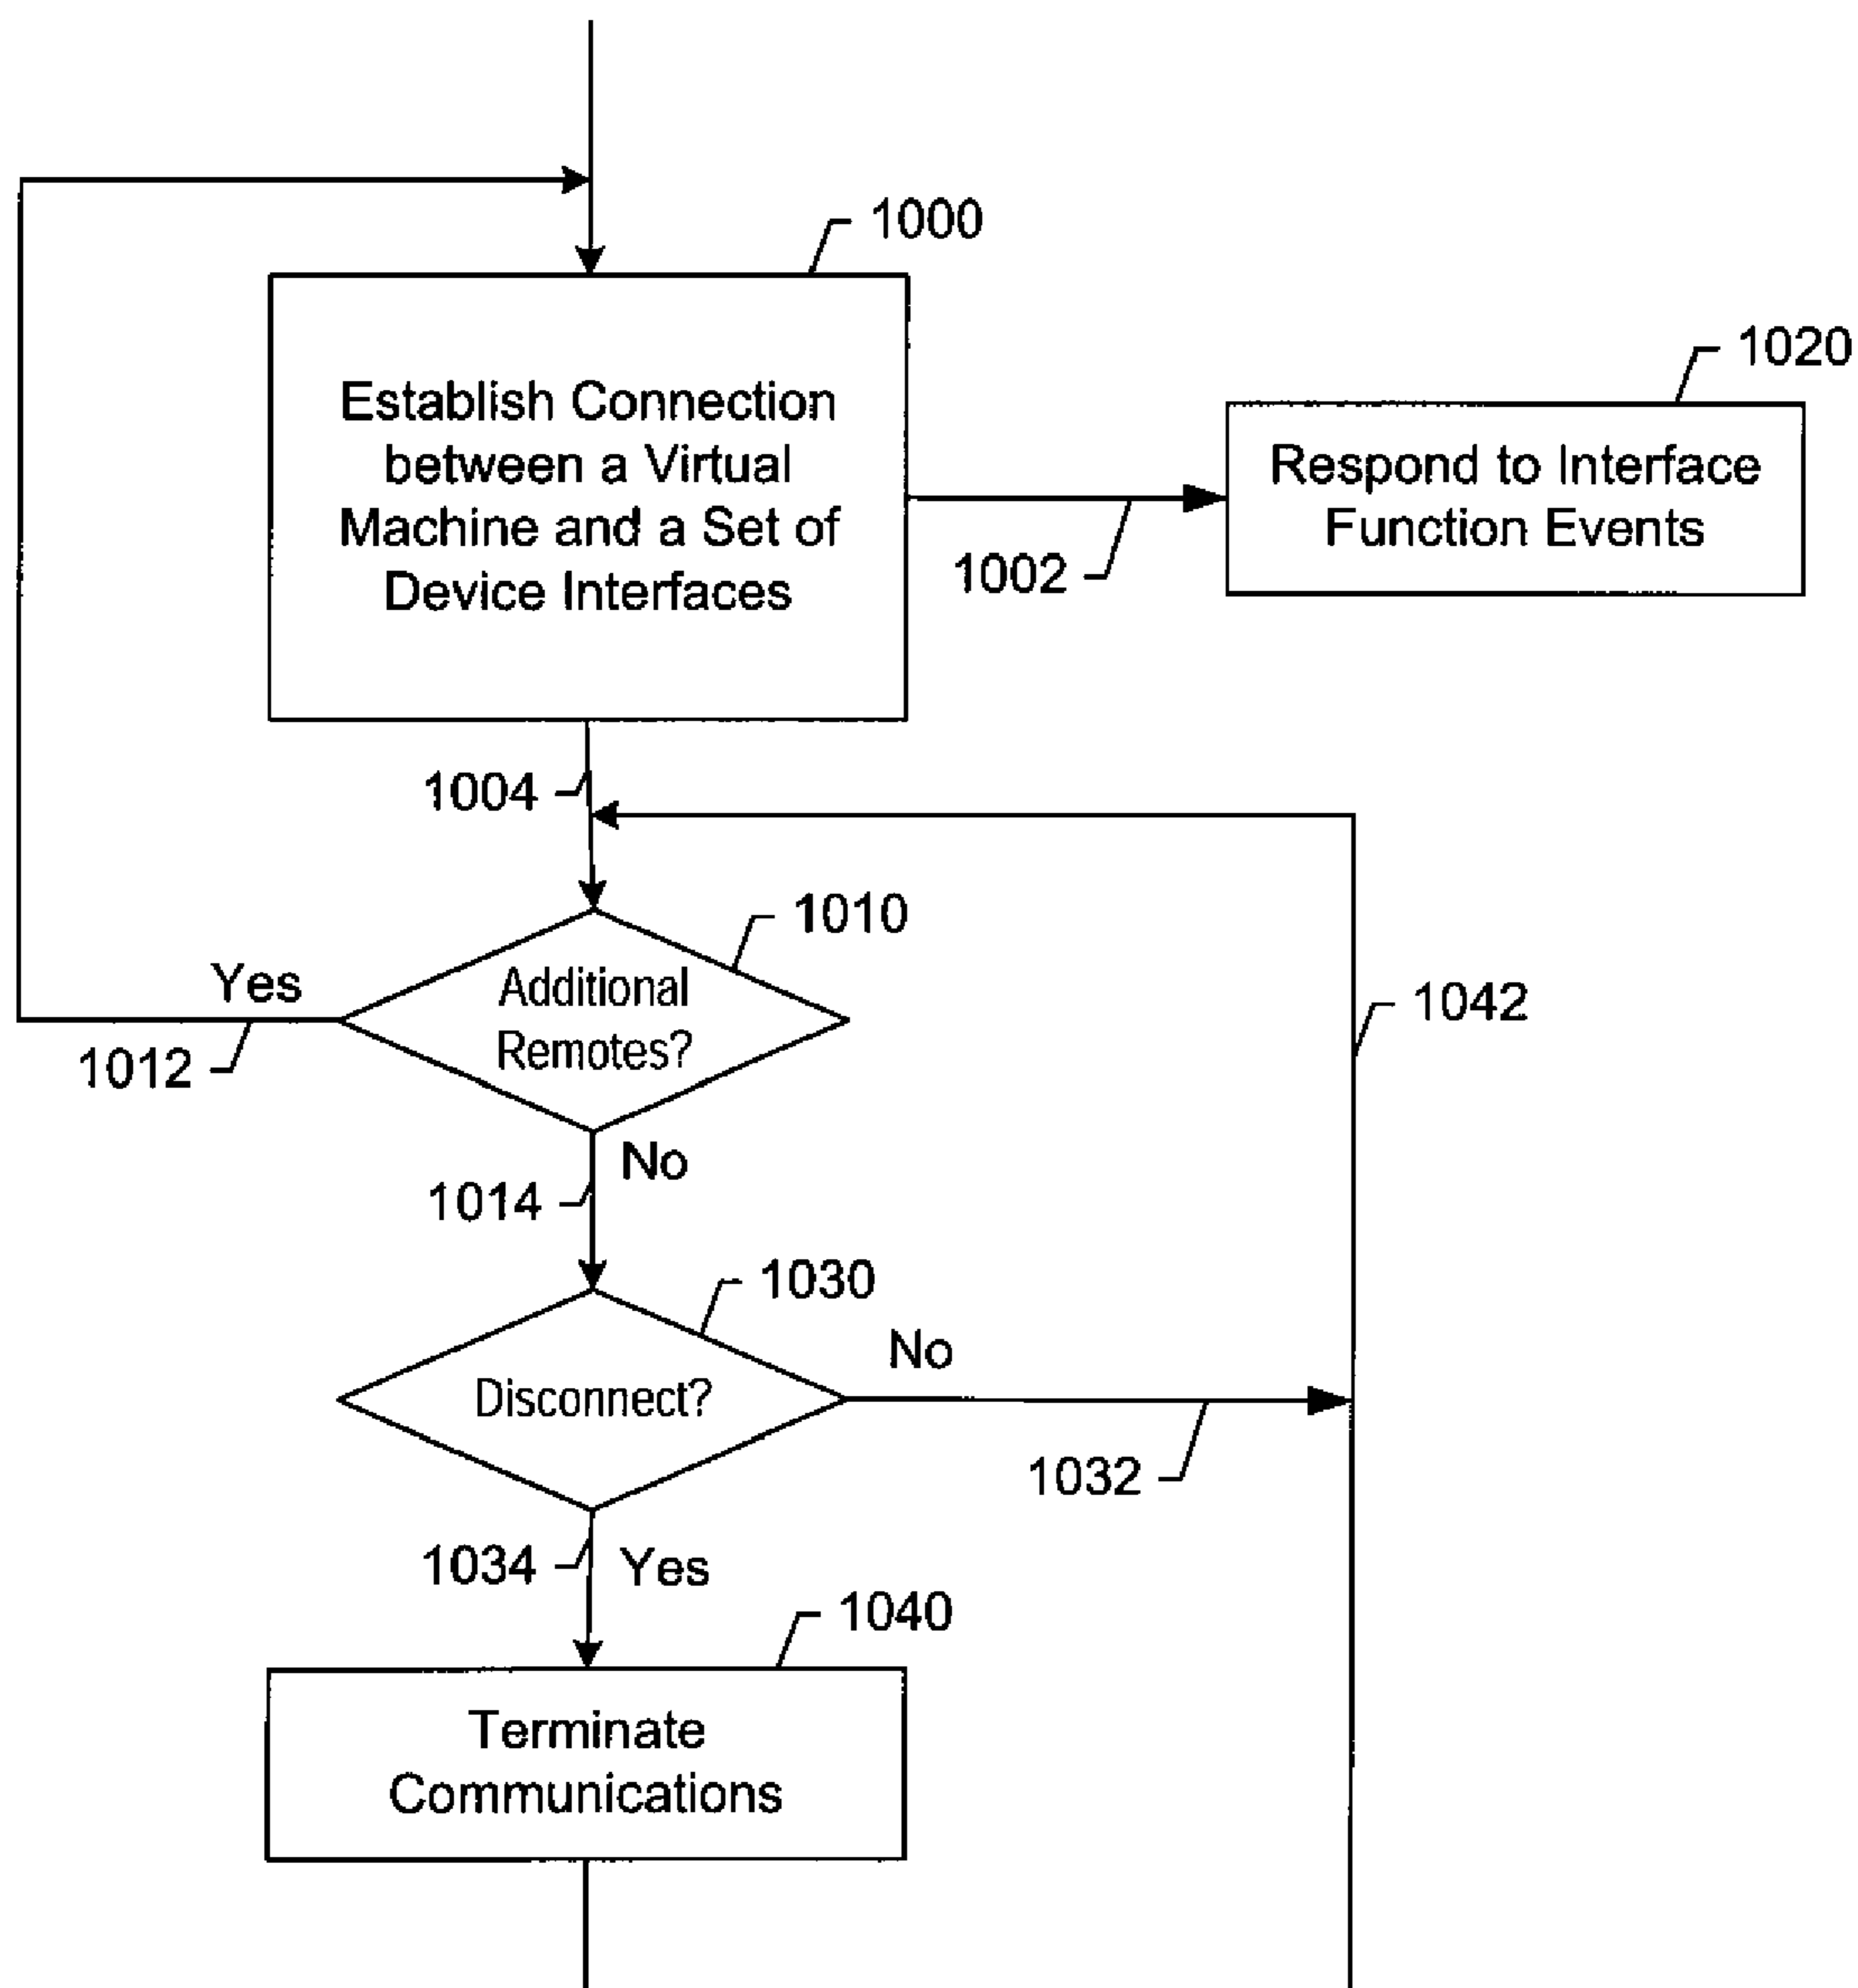 1000
Establish Connection
between a Virtual
Machine and a Set of
Device Interfaces
1020
Respond to Interface
Function Events
1002
1004
1010
Additional
Remotes?
Yes
1012
1042
No
1014
1030
Disconnect?
No
1032
1034
Yes
1040
Terminate
Communications